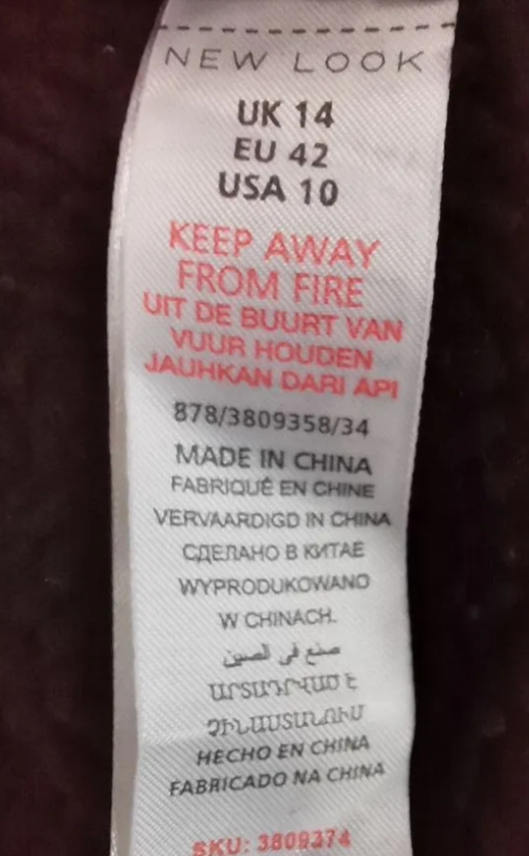 NEW LOOK
UK 14
EU 42
USA 10
KEEP AWAY
FROM FIRE
UIT DE BUURT VAN
VUUR HOUDEN
JAUHKAN DARI API
878/3809358/34
MADE IN CHINA
FABRIQUÉ EN CHINE
VERVAARDIGD IN CHINA
СДЕЛАНО В КИТАЕ
WYPRODUKOWANO
W CHINACH.
صنع في الصين
ԱՐՏԱԴՐՎԱԾ Է
ՉԻՆԱՍՏԱՆՈՒՄ
HECHO EN CHINA
FABRICADO NA CHINA
SKU: 3809374